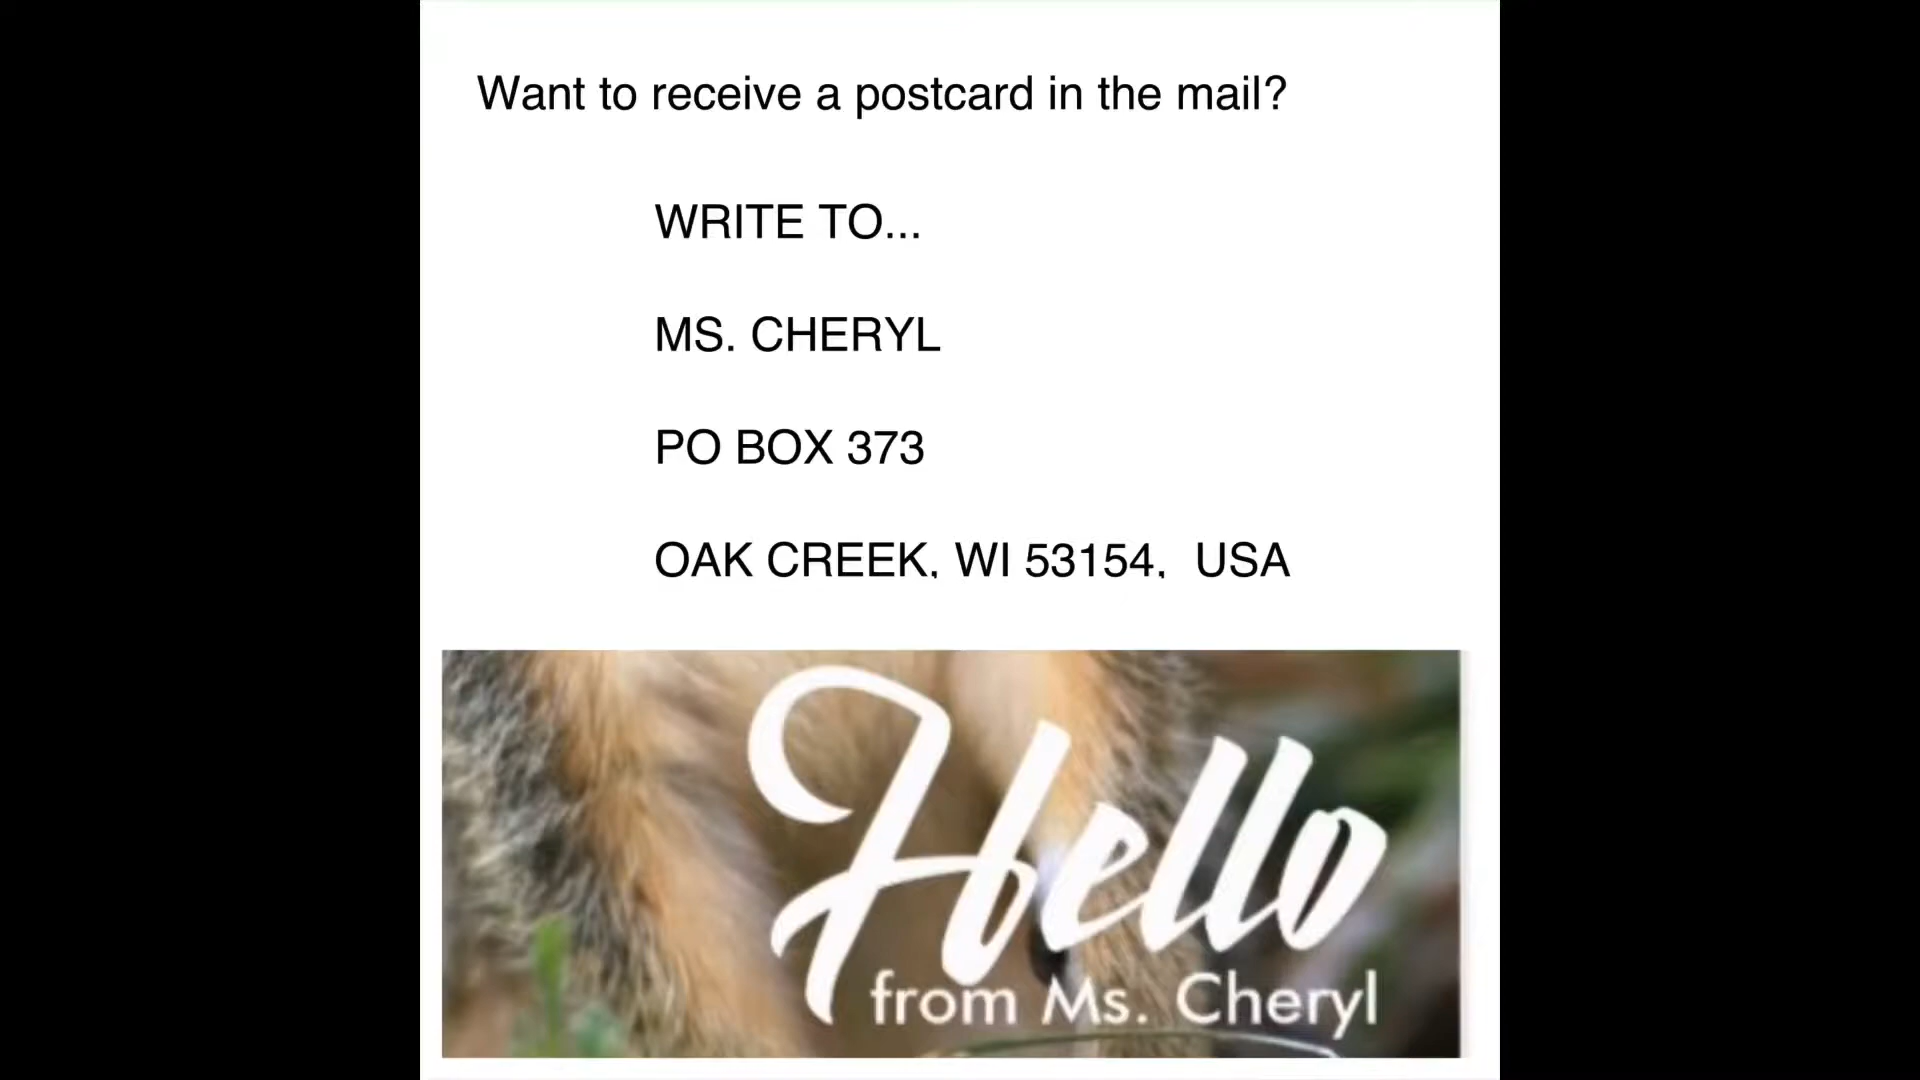 Want to receive a postcard in the mail?
WRITE TO...
MS. CHERYL
PO BOX 373
OAK CREEK, WI 53154,  USA
Hello
from Ms. Cheryl